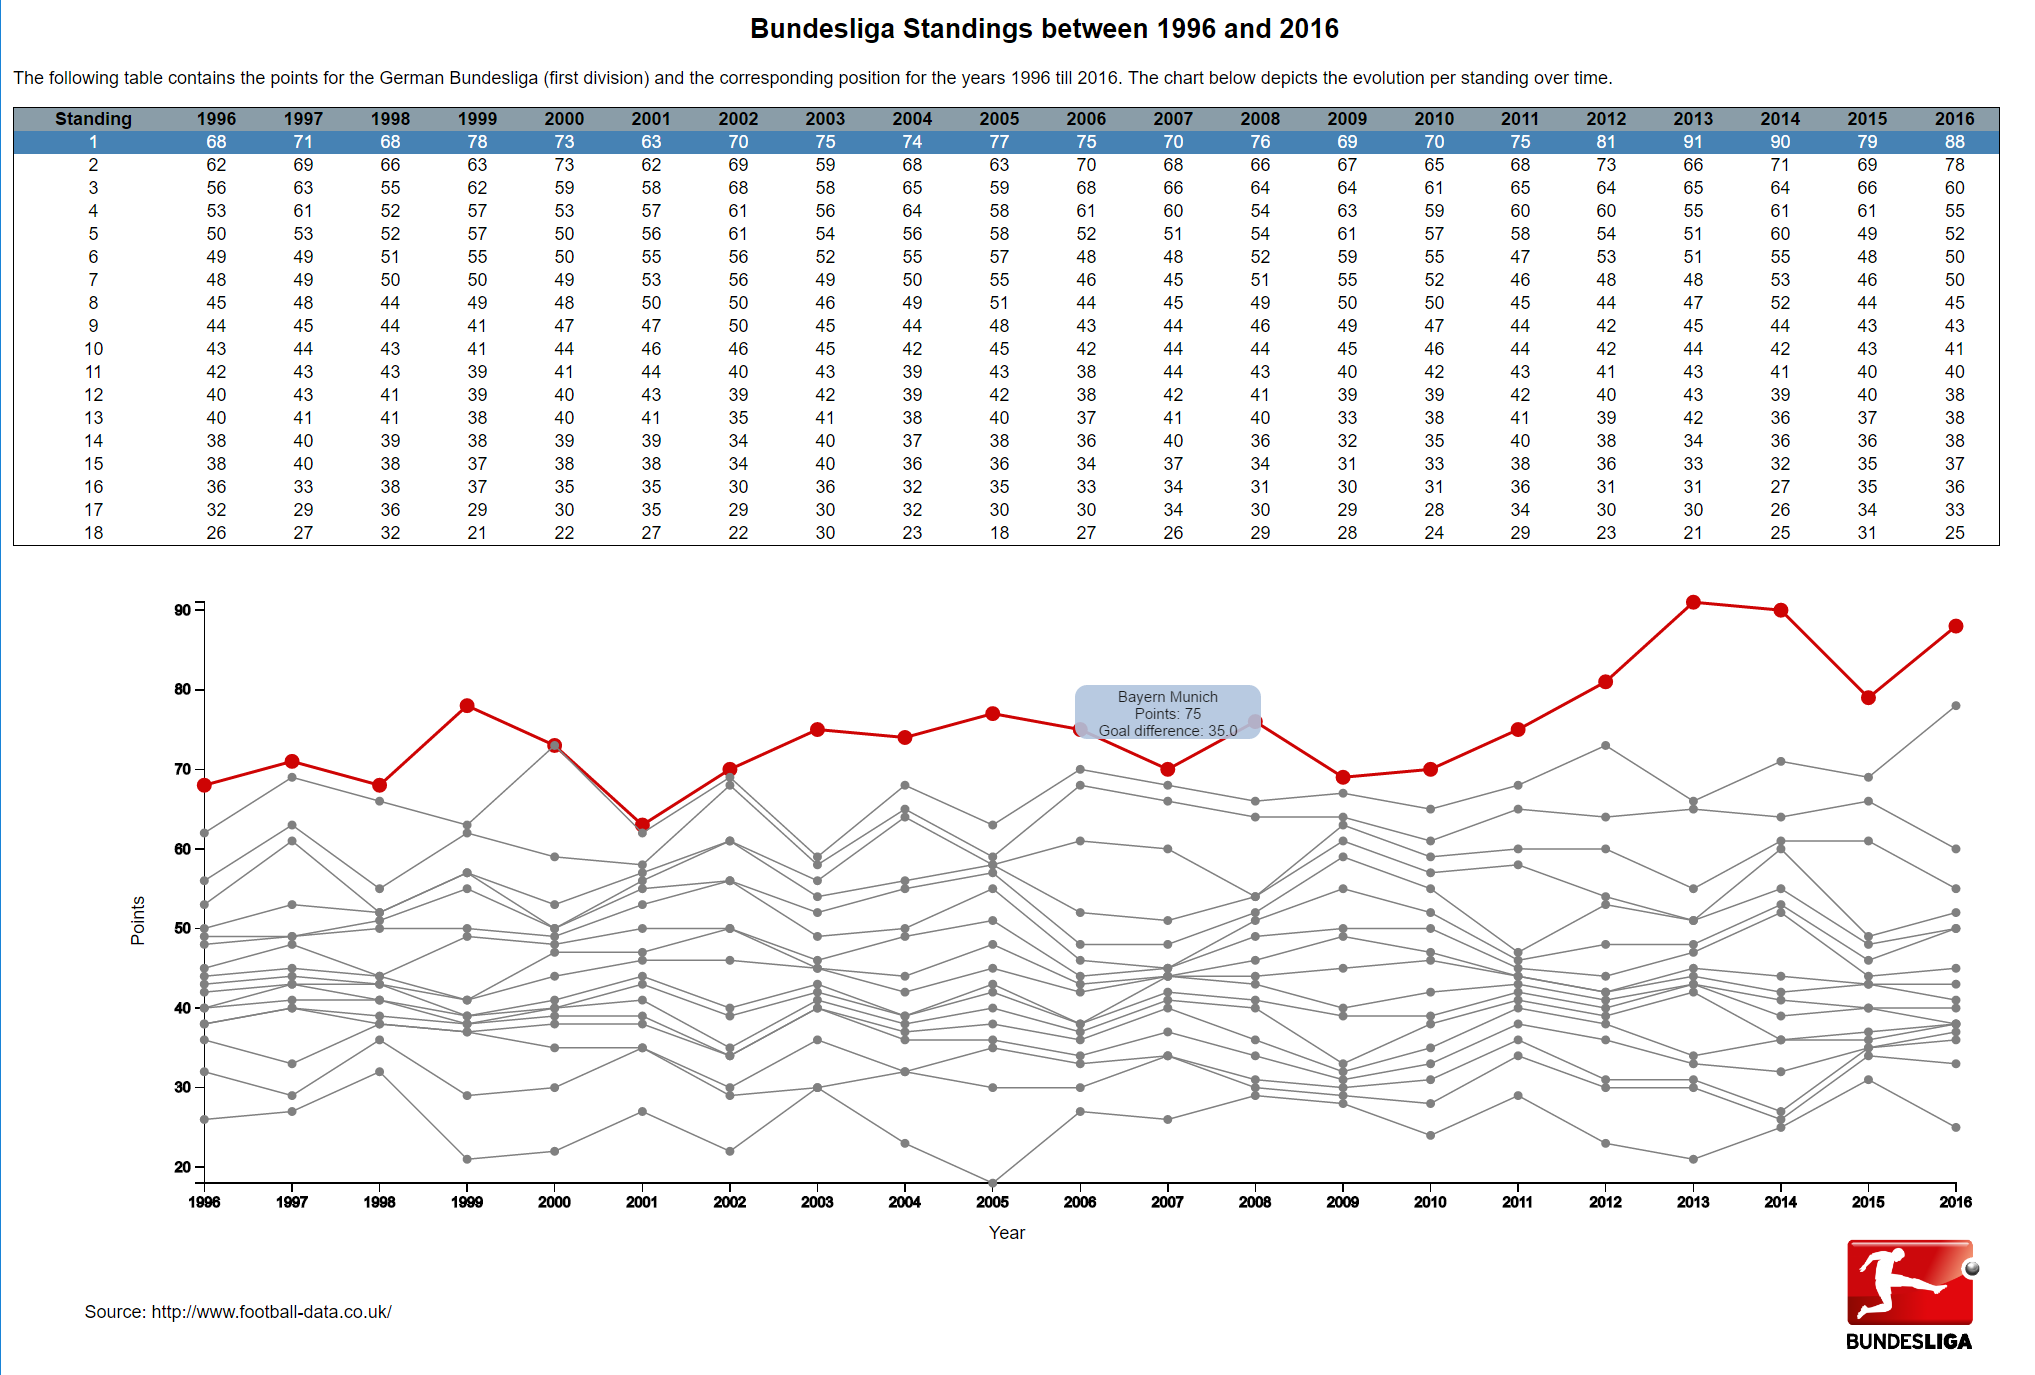 Bundesliga Standings between 1996 and 2016
The following table contains the points for the German Bundesliga (first division) and the corresponding position for the years 1996 till 2016. The chart below depicts the evolution per standing over time.
Standing 1996 1997 1998 1999 2000 2001 2002 2003 2004 2005 2006 2007 2008 2009 2010 2011 2012 2013 2014 2015 2016
1 68 71 68 78 73 63 70 75 74 77 75 70 76 69 70 75 81 91 90 79 88
2 62 69 66 63 73 62 69 59 68 63 70 68 66 67 65 68 73 66 71 69 78
3 56 63 55 62 59 58 68 58 65 59 68 66 64 64 61 65 64 65 64 66 60
4 53 61 52 57 53 57 61 56 64 58 61 60 54 63 59 60 60 55 61 61 55
5 50 53 52 57 50 56 61 54 56 58 52 51 54 61 57 58 54 51 60 49 52
6 49 49 51 55 50 55 56 52 55 57 48 48 52 59 55 47 53 51 55 48 50
7 48 49 50 50 49 53 56 49 50 55 46 45 51 55 52 46 48 48 53 46 50
8 45 48 44 49 48 50 50 46 49 51 44 45 49 50 50 45 44 47 52 44 45
9 44 45 44 41 47 47 50 45 44 48 43 44 46 49 47 44 42 45 44 43 43
10 43 44 43 41 44 46 46 45 42 45 42 44 44 45 46 44 42 44 42 43 41
11 42 43 43 39 41 44 40 43 39 43 38 44 43 40 42 43 41 43 41 40 40
12 40 43 41 39 40 43 39 42 39 42 38 42 41 39 39 42 40 43 39 40 38
13 40 41 41 38 40 41 35 41 38 40 37 41 40 33 38 41 39 42 36 37 38
14 38 40 39 38 39 39 34 40 37 38 36 40 36 32 35 40 38 34 36 36 38
15 38 40 38 37 38 38 34 40 36 36 34 37 34 31 33 38 36 33 32 35 37
16 36 33 38 37 35 35 30 36 32 35 33 34 31 30 31 36 31 31 27 35 36
17 32 29 36 29 30 35 29 30 32 30 30 34 30 29 28 34 30 30 26 34 33
18 26 27 32 21 22 27 22 30 23 18 27 26 29 28 24 29 23 21 25 31 25
90
80
70
60
50
40
30
20
Points
Bayern Munich
Points: 75
Goal difference: 35.0
1996 1997 1998 1999 2000 2001 2002 2003 2004 2005 2006 2007 2008 2009 2010 2011 2012 2013 2014 2015 2016
Year
Source: http://www.football-data.co.uk/
BUNDESLIGA